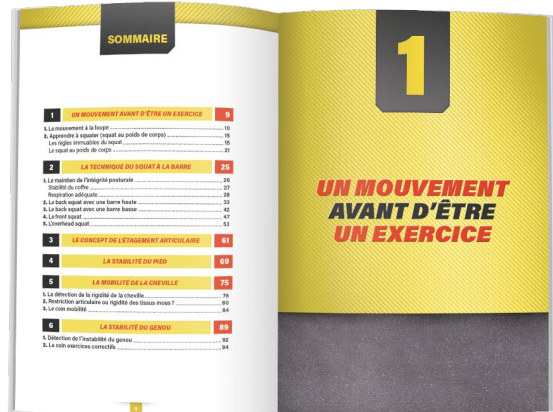 SOMMAIRE
1 UN MOUVEMENT AVANT D'ÊTRE UN EXERCICE 9
1. Le mouvement à la loupe 10
2. Apprendre à squater (squat au poids de corps) 15
Les règles immuables du squat 15
Le squat au poids de corps 21
2 LA TECHNIQUE DU SQUAT À LA BARRE 25
1. Le maintien de l'intégrité posturale 26
Stabilité du coffre 27
Respiration adéquate 28
2. Le back squat avec une barre haute 33
3. Le back squat avec une barre basse 42
4. Le front squat 47
5. L'overhead squat 53
3 LE CONCEPT DE L'ÉTAGEMENT ARTICULAIRE 61
4 LA STABILITÉ DU PIED 69
5 LA MOBILITÉ DE LA CHEVILLE 75
1. La détection de la rigidité de la cheville 76
2. Restriction articulaire ou rigidité des tissus mous ? 80
3. Le coin mobilité 84
6 LA STABILITÉ DU GENOU 89
1. Détection de l'instabilité du genou 92
2. Le coin exercices correctifs 94
1
UN MOUVEMENT
AVANT D'ÊTRE
UN EXERCICE